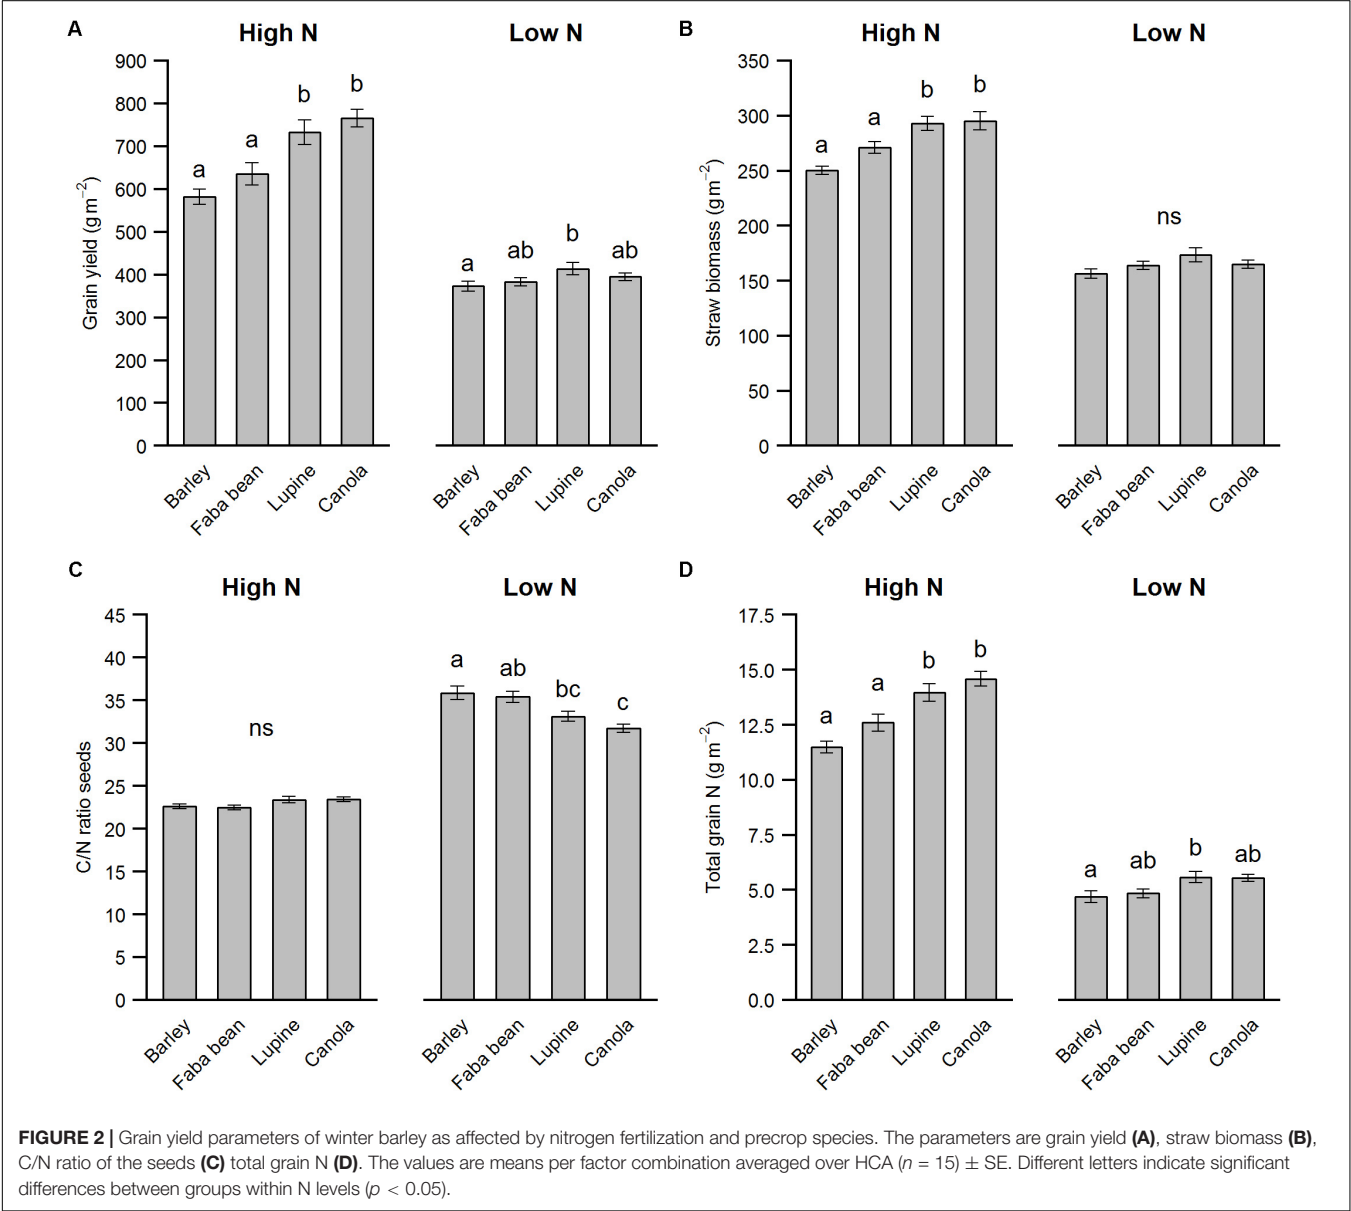 A
High N
Low N
Grain yield (g m−2)
900
800
700
600
500
400
300
200
100
0
a
a
b
b
a
ab
b
ab
Barley
Faba bean
Lupine
Canola
Barley
Faba bean
Lupine
Canola
B
High N
Low N
Straw biomass (g m−2)
350
300
250
200
150
100
50
0
a
a
b
b
ns
Barley
Faba bean
Lupine
Canola
Barley
Faba bean
Lupine
Canola
C
High N
Low N
C/N ratio seeds
45
40
35
30
25
20
15
10
5
0
ns
a
ab
bc
c
Barley
Faba bean
Lupine
Canola
Barley
Faba bean
Lupine
Canola
D
High N
Low N
Total grain N (g m−2)
17.5
15.0
12.5
10.0
7.5
5.0
2.5
0.0
a
a
b
b
a
ab
b
ab
Barley
Faba bean
Lupine
Canola
Barley
Faba bean
Lupine
Canola
FIGURE 2 | Grain yield parameters of winter barley as affected by nitrogen fertilization and precrop species. The parameters are grain yield (A), straw biomass (B),
C/N ratio of the seeds (C) total grain N (D). The values are means per factor combination averaged over HCA (n = 15) ± SE. Different letters indicate significant
differences between groups within N levels (p < 0.05).